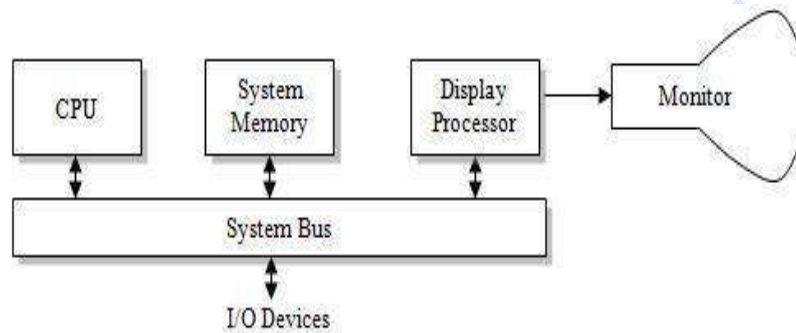 CPU
System
Memory
Display
Processor
Monitor
System Bus
I/O Devices